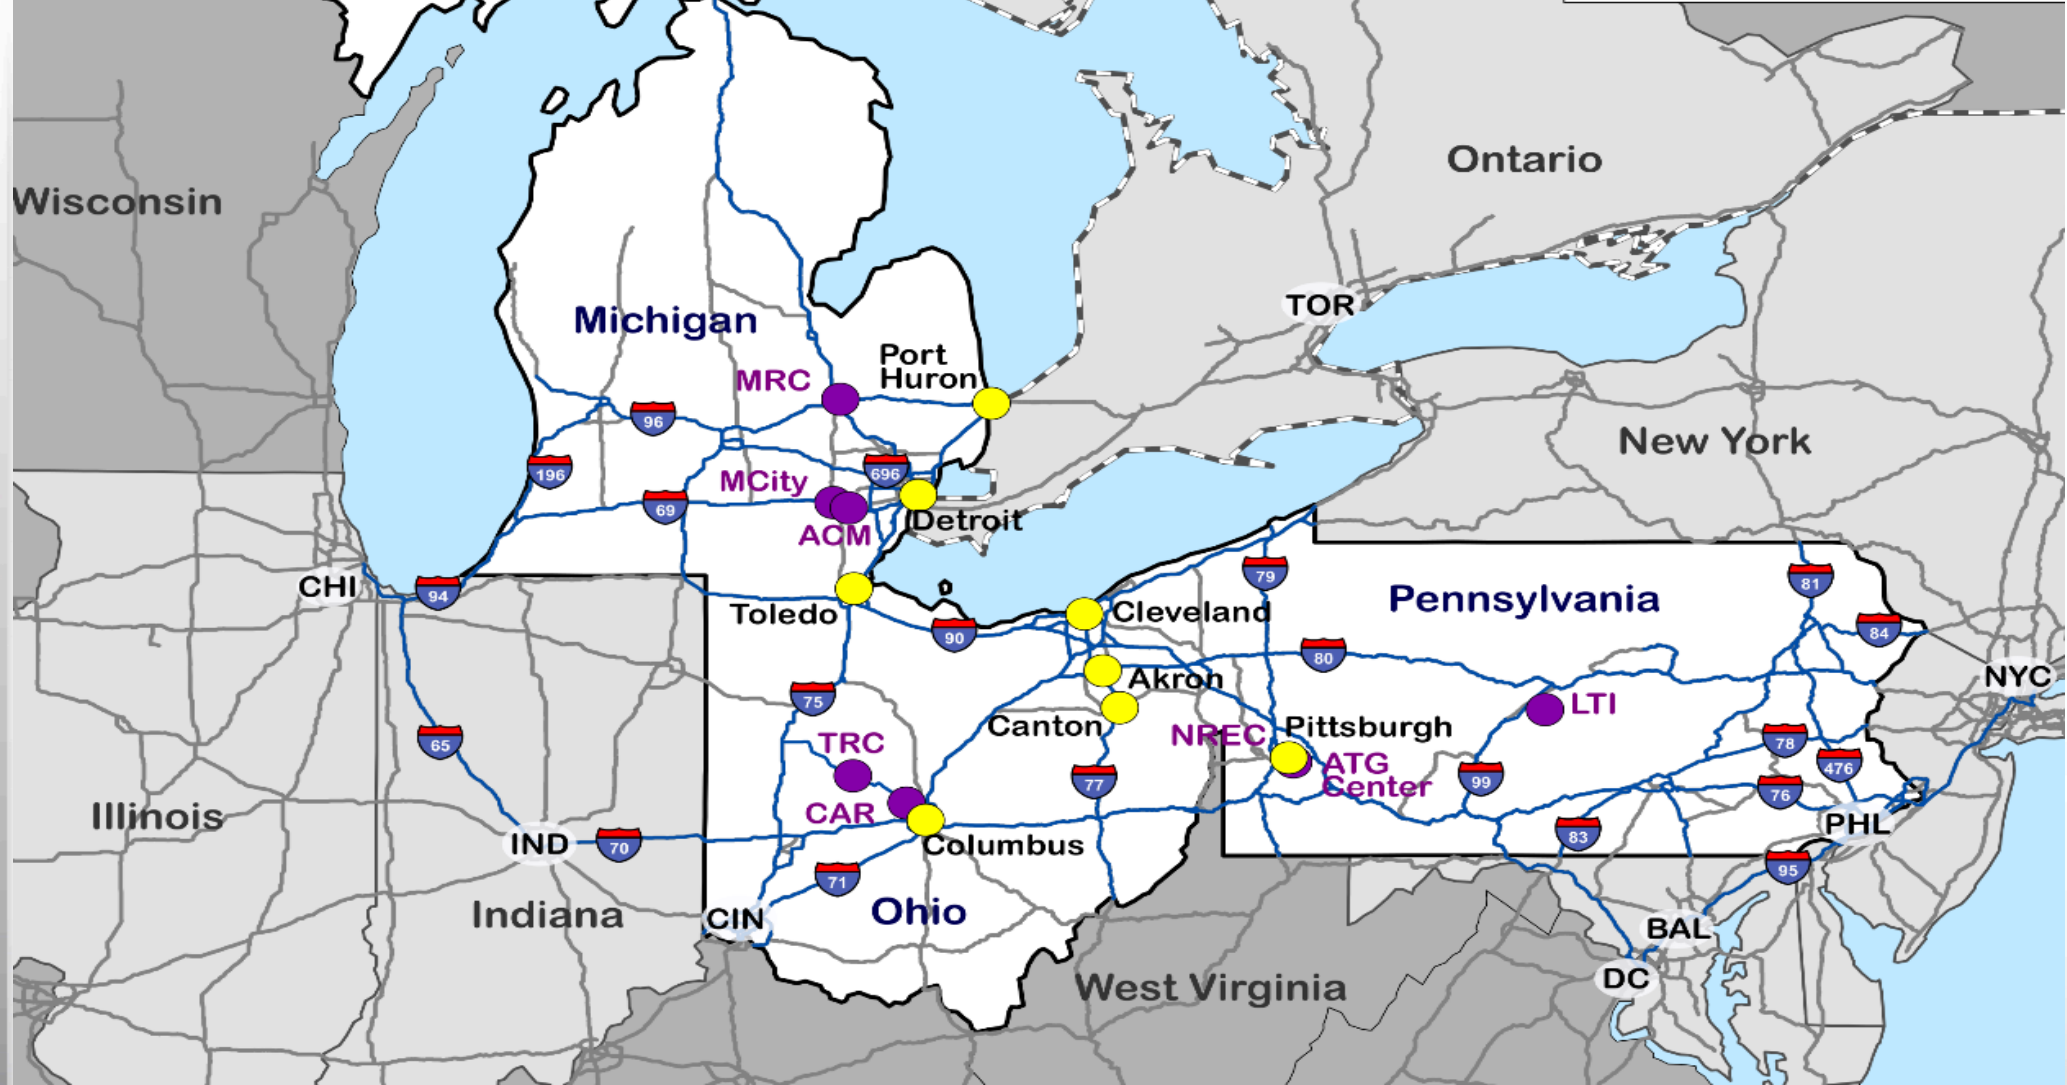 Ontario
Wisconsin
TOR
Michigan
Port
Huron
MRC
96
New York
196
696
MCity
69
Detroit
ACM
CHI
94
79
Pennsylvania
81
Toledo
Cleveland
90
84
80
Akron
NYC
75
LTI
Canton
Pittsburgh
NREC
65
TRC
78
ATG
Center
77
99
476
76
CAR
Illinois
PHL
83
IND
70
Columbus
95
71
Indiana
CIN
Ohio
BAL
DC
West Virginia